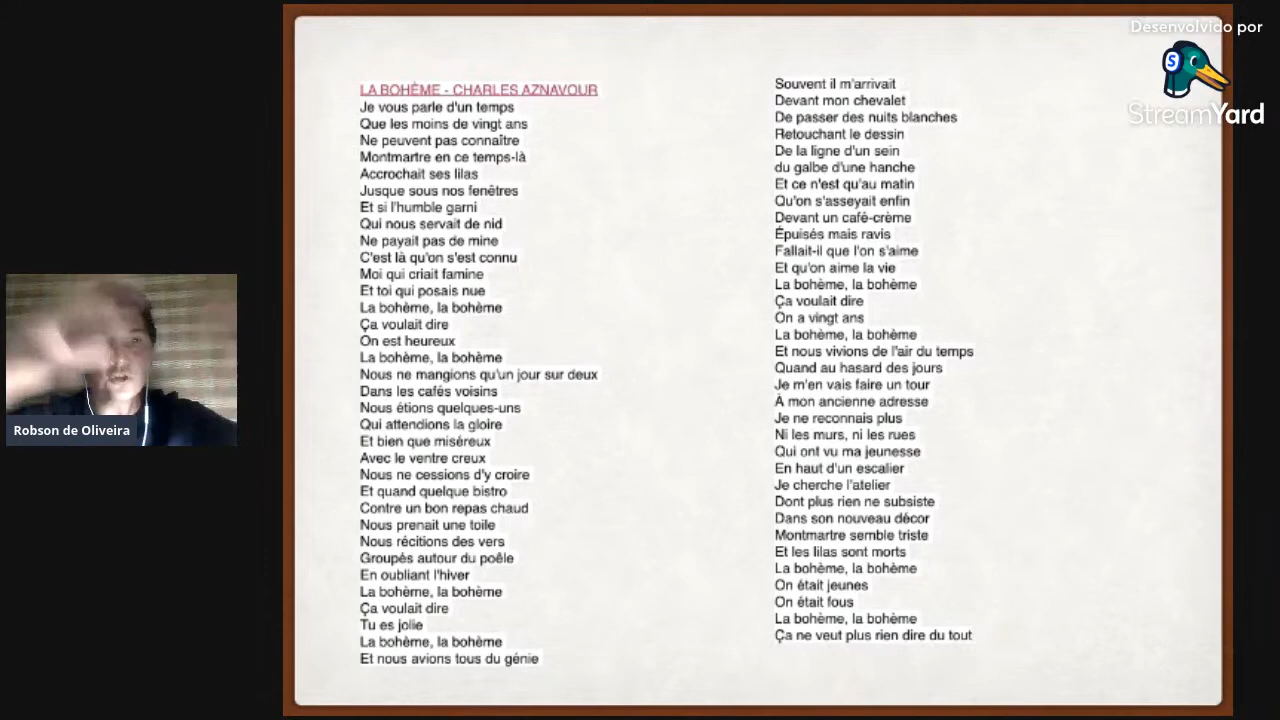 LA BOHÈME - CHARLES AZNAVOUR
Je vous parle d'un temps
Que les moins de vingt ans
Ne peuvent pas connaître
Montmartre en ce temps-là
Accrochait ses lilas
Jusque sous nos fenêtres
Et si l'humble garni
Qui nous servait de nid
Ne payait pas de mine
C'est là qu'on s'est connu
Moi qui criait famine
Et toi qui posais nue
La bohème, la bohème
Ça voulait dire
On est heureux
La bohème, la bohème
Nous ne mangions qu'un jour sur deux
Dans les cafés voisins
Nous étions quelques-uns
Qui attendions la gloire
Et bien que miséreux
Avec le ventre creux
Nous ne cessions d'y croire
Et quand quelque bistro
Contre un bon repas chaud
Nous prenait une toile
Nous récitions des vers
Groupés autour du poêle
En oubliant l'hiver
La bohème, la bohème
Ça voulait dire
Tu es jolie
La bohème, la bohème
Et nous avions tous du génie
Souvent il m'arrivait
Devant mon chevalet
De passer des nuits blanches
Retouchant le dessin
De la ligne d'un sein
du galbe d'une hanche
Et ce n'est qu'au matin
Qu'on s'asseyait enfin
Devant un café-crème
Épuisés mais ravis
Fallait-il que l'on s'aime
Et qu'on aime la vie
La bohème, la bohème
Ça voulait dire
On a vingt ans
La bohème, la bohème
Et nous vivions de l'air du temps
Quand au hasard des jours
Je m'en vais faire un tour
À mon ancienne adresse
Je ne reconnais plus
Ni les murs, ni les rues
Qui ont vu ma jeunesse
En haut d'un escalier
Je cherche l'atelier
Dont plus rien ne subsiste
Dans son nouveau décor
Montmartre semble triste
Et les lilas sont morts
La bohème, la bohème
On était jeunes
On était fous
La bohème, la bohème
Ça ne veut plus rien dire du tout
Desenvolvido por
S
StreamYard
Robson de Oliveira